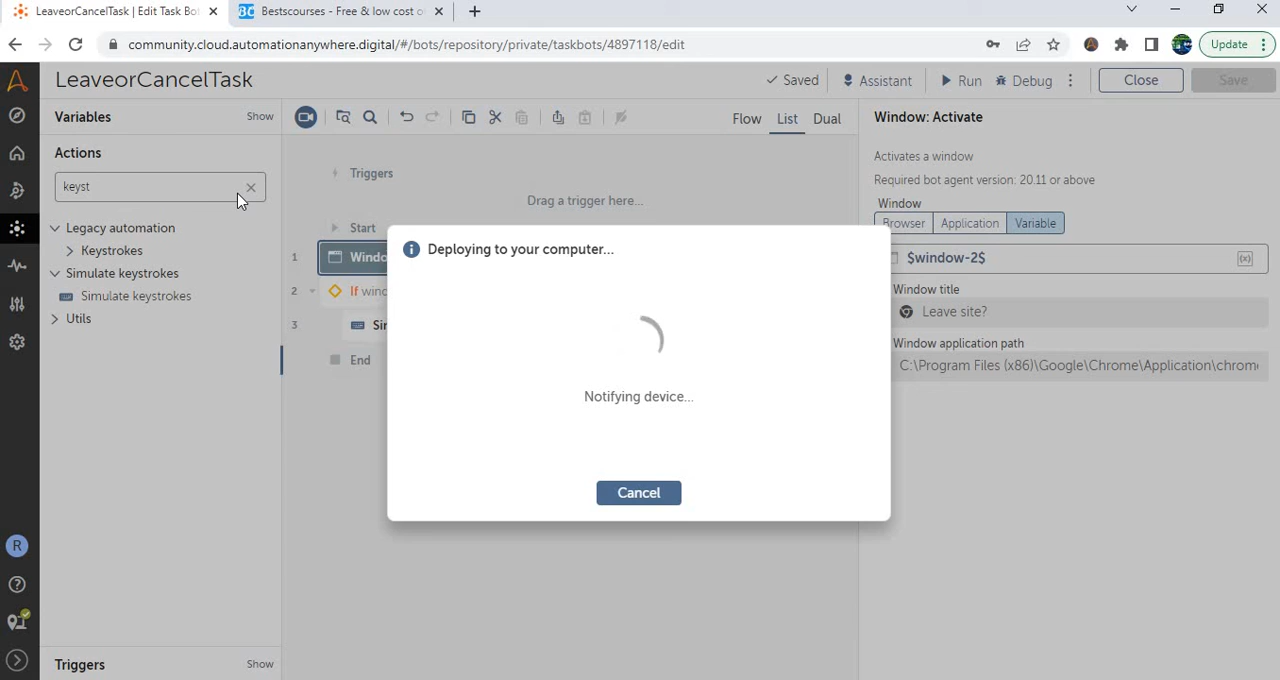 LeaveorCancelTask | Edit Task Bo
Bestscourses - Free & low cost o
community.cloud.automationanywhere.digital/#/bots/repository/private/taskbots/4897118/edit
Update
LeaveorCancelTask
Saved
Assistant
Run
Debug
Close
Save
Variables
Show
Flow
List
Dual
Window: Activate
Actions
keyst
Legacy automation
Keystrokes
Simulate keystrokes
Simulate keystrokes
Utils
Triggers
Show
R
Triggers
Drag a trigger here...
Start
1
Windo
2
If wind
3
Sir
End
Deploying to your computer...
Notifying device...
Cancel
Activates a window
Required bot agent version: 20.11 or above
Window
Browser
Application
Variable
$window-2$
(x)
Window title
Leave site?
Window application path
C:\Program Files (x86)\Google\Chrome\Application\chrome